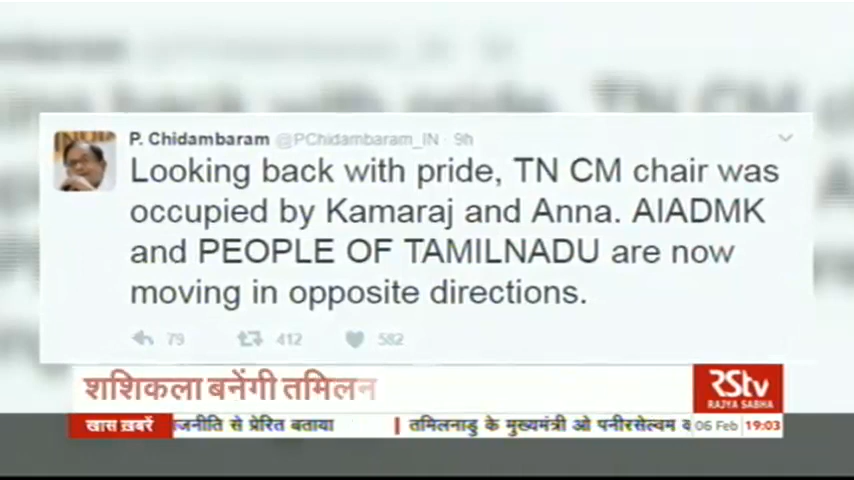 P. Chidambaram @PChidambaram_IN · 9h
Looking back with pride, TN CM chair was
occupied by Kamaraj and Anna. AIADMK
and PEOPLE OF TAMILNADU are now
moving in opposite directions.
79 412 582
शशिकला बनेंगी तमिलन
RStv
RAJYA SABHA
खास ख़बरें जनीति से प्रेरित बताया | तमिलनाडु के मुख्यमंत्री ओ पनीरसेल्वम 06 Feb 19:03